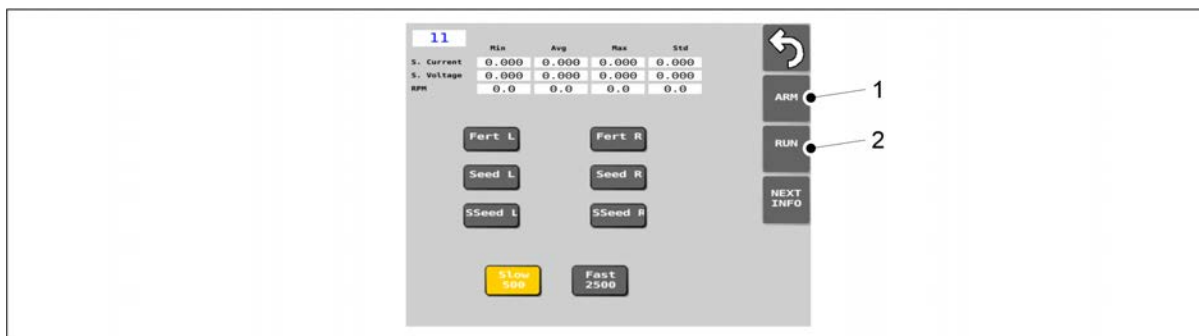 11
Min Avg Max Std
S. Current 0.000 0.000 0.000 0.000
S. Voltage 0.000 0.000 0.000 0.000
RPM 0.0 0.0 0.0 0.0
ARM 1
RUN 2
NEXT
INFO
Fert L Fert R
Seed L Seed R
SSeed L SSeed R
Slow
500
Fast
2500